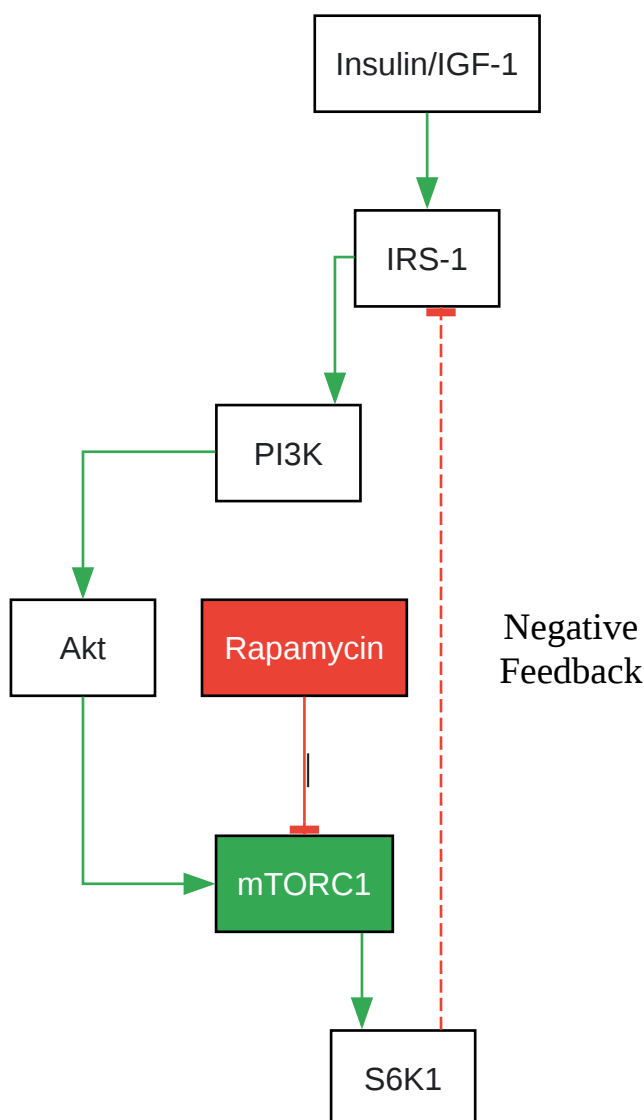 Insulin/IGF-1
IRS-1
PI3K
Akt
Rapamycin
Negative
Feedback
mTORC1
S6K1